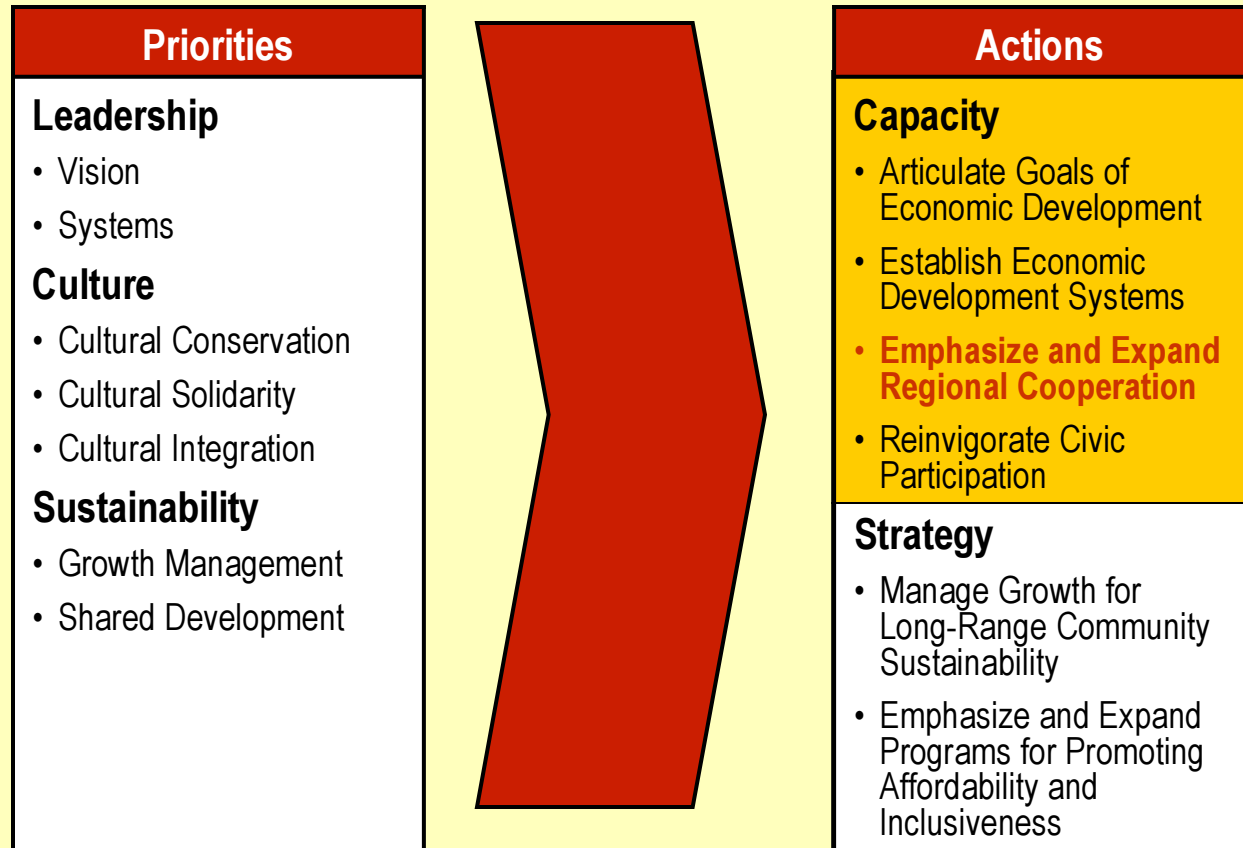 Priorities
Leadership
• Vision
• Systems
Culture
• Cultural Conservation
• Cultural Solidarity
• Cultural Integration
Sustainability
• Growth Management
• Shared Development
Actions
Capacity
• Articulate Goals of
Economic Development
• Establish Economic
Development Systems
• Emphasize and Expand
Regional Cooperation
• Reinvigorate Civic
Participation
Strategy
• Manage Growth for
Long-Range Community
Sustainability
• Emphasize and Expand
Programs for Promoting
Affordability and
Inclusiveness